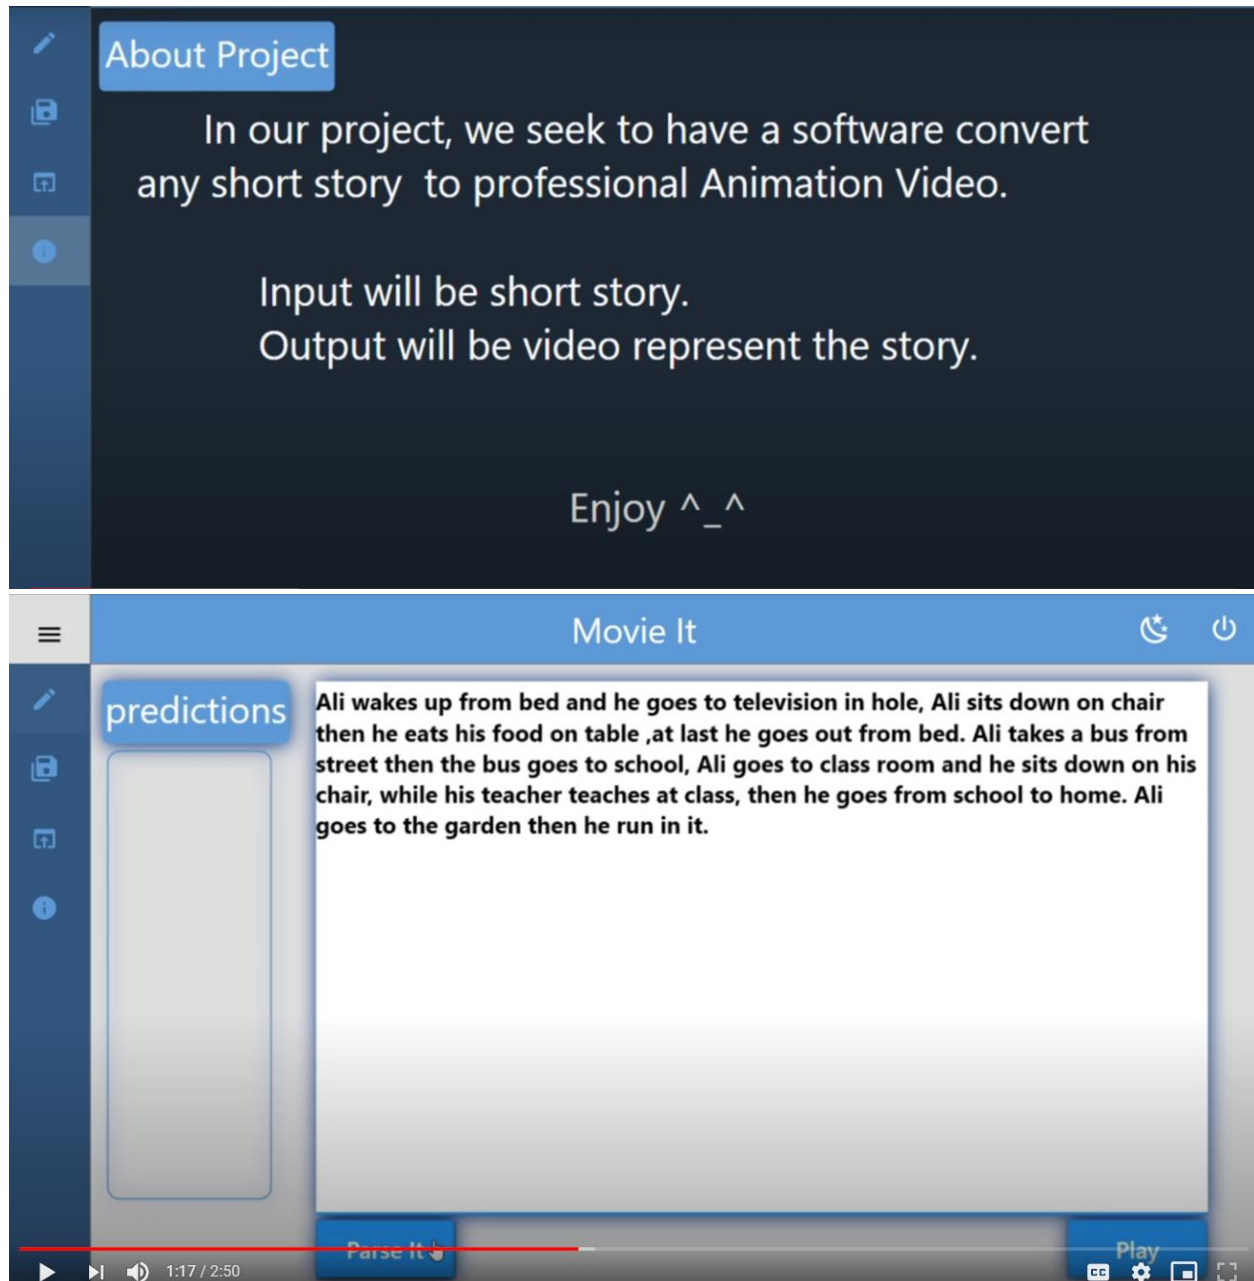 About Project
In our project, we seek to have a software convert
any short story to professional Animation Video.
Input will be short story.
Output will be video represent the story.
Enjoy ^_^
Movie It
predictions
Ali wakes up from bed and he goes to television in hole, Ali sits down on chair
then he eats his food on table ,at last he goes out from bed. Ali takes a bus from
street then the bus goes to school, Ali goes to class room and he sits down on his
chair, while his teacher teaches at class, then he goes from school to home. Ali
goes to the garden then he run in it.
Parse It
Play
1:17 / 2:50
CC